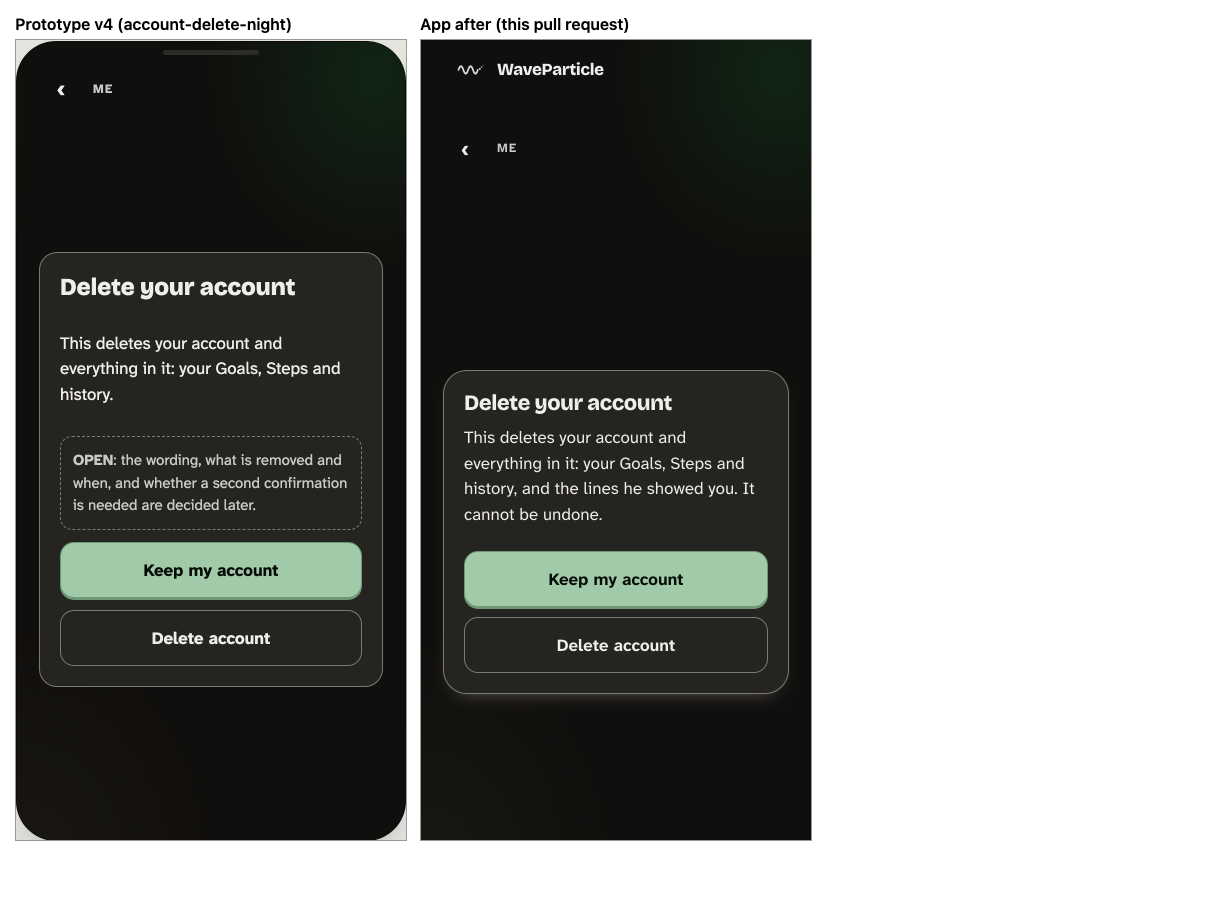 Prototype v4 (account-delete-night)
‹ ME
Delete your account
This deletes your account and
everything in it: your Goals, Steps and
history.
OPEN: the wording, what is removed and
when, and whether a second confirmation
is needed are decided later.
Keep my account
Delete account
App after (this pull request)
WaveParticle
‹ ME
Delete your account
This deletes your account and
everything in it: your Goals, Steps and
history, and the lines he showed you. It
cannot be undone.
Keep my account
Delete account